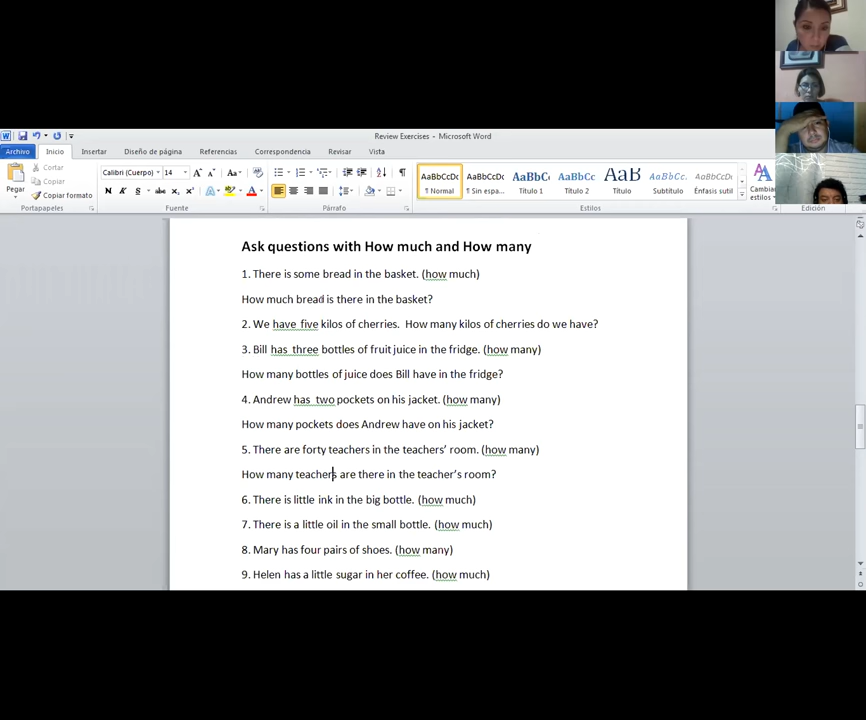 Review Exercises - Microsoft Word
Archivo Inicio Insertar Diseño de página Referencias Correspondencia Revisar Vista
Pegar
Cortar
Copiar
Copiar formato
Portapapeles
Calibri (Cuerpo) 14
Fuente
Párrafo
AaBbCcDc AaBbCcDc AaBbC AaBbCc AaB AaBbCcl AaBbCcDc
¶ Normal ¶ Sin espa... Título 1 Título 2 Título Subtítulo Énfasis sutil
Cambiar
estilos
Estilos
Edición
Ask questions with How much and How many
1. There is some bread in the basket. (how much)
How much bread is there in the basket?
2. We have five kilos of cherries. How many kilos of cherries do we have?
3. Bill has three bottles of fruit juice in the fridge. (how many)
How many bottles of juice does Bill have in the fridge?
4. Andrew has two pockets on his jacket. (how many)
How many pockets does Andrew have on his jacket?
5. There are forty teachers in the teachers’ room. (how many)
How many teachers are there in the teacher’s room?
6. There is little ink in the big bottle. (how much)
7. There is a little oil in the small bottle. (how much)
8. Mary has four pairs of shoes. (how many)
9. Helen has a little sugar in her coffee. (how much)